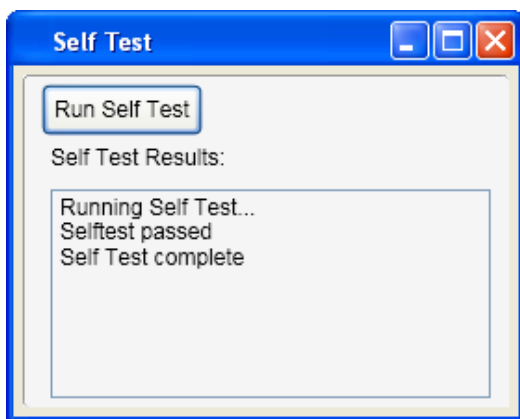 Self Test
Run Self Test
Self Test Results:
Running Self Test...
Selftest passed
Self Test complete